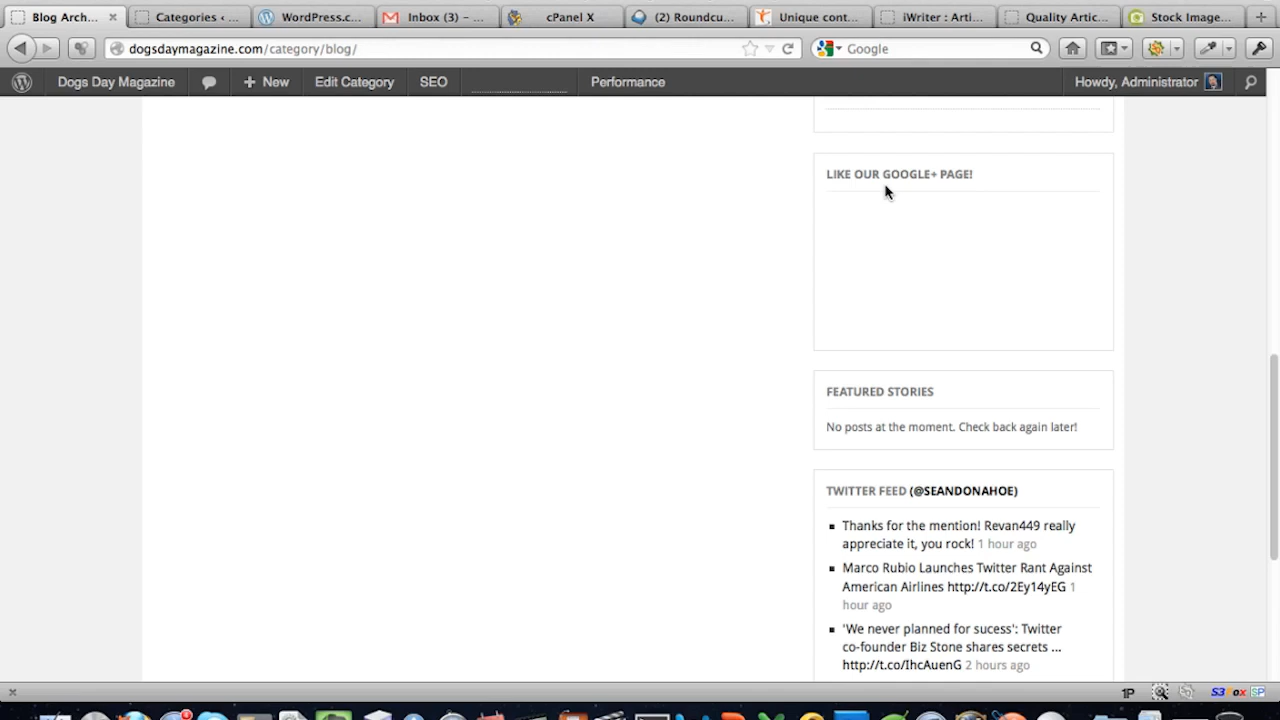 Blog Arch...
Categories ‹ ...
WordPress.c...
Inbox (3) – ...
cPanel X
(2) Roundcu...
Unique cont...
iWriter : Arti...
Quality Artic...
Stock Image...
dogsdaymagazine.com/category/blog/
Google
Dogs Day Magazine
+ New
Edit Category
SEO
Performance
Howdy, Administrator
LIKE OUR GOOGLE+ PAGE!
FEATURED STORIES
No posts at the moment. Check back again later!
TWITTER FEED (@SEANDONAHOE)
Thanks for the mention! Revan449 really
appreciate it, you rock! 1 hour ago
Marco Rubio Launches Twitter Rant Against
American Airlines http://t.co/2Ey14yEG 1
hour ago
'We never planned for sucess': Twitter
co-founder Biz Stone shares secrets ...
http://t.co/IhcAuenG 2 hours ago
1P
S3Fox
SP